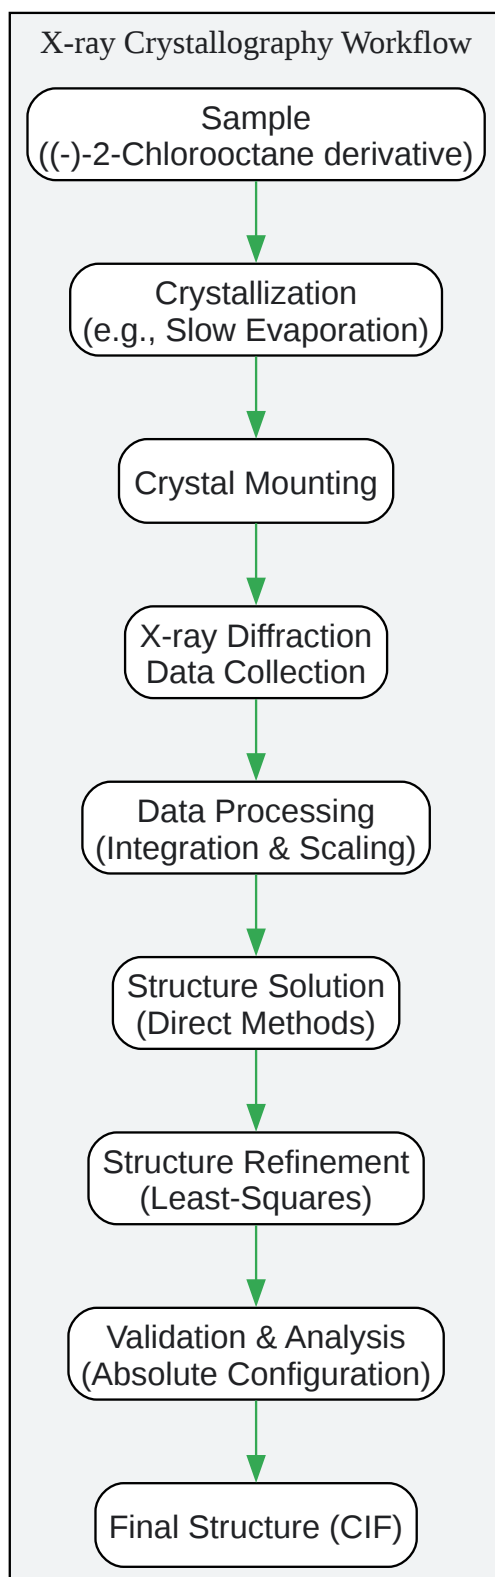 X-ray Crystallography Workflow
Sample
((-)-2-Chlorooctane derivative)
Crystallization
(e.g., Slow Evaporation)
Crystal Mounting
X-ray Diffraction
Data Collection
Data Processing
(Integration & Scaling)
Structure Solution
(Direct Methods)
Structure Refinement
(Least-Squares)
Validation & Analysis
(Absolute Configuration)
Final Structure (CIF)